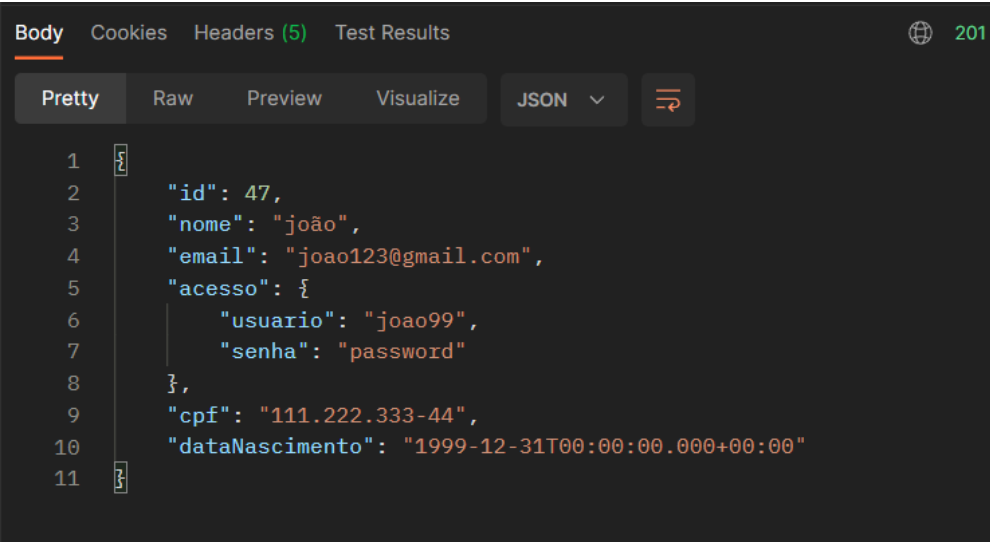 Body Cookies Headers (5) Test Results 201
Pretty Raw Preview Visualize JSON
1 {
2 "id": 47,
3 "nome": "joão",
4 "email": "joao123@gmail.com",
5 "acesso": {
6 "usuario": "joao99",
7 "senha": "password"
8 },
9 "cpf": "111.222.333-44",
10 "dataNascimento": "1999-12-31T00:00:00.000+00:00"
11 }